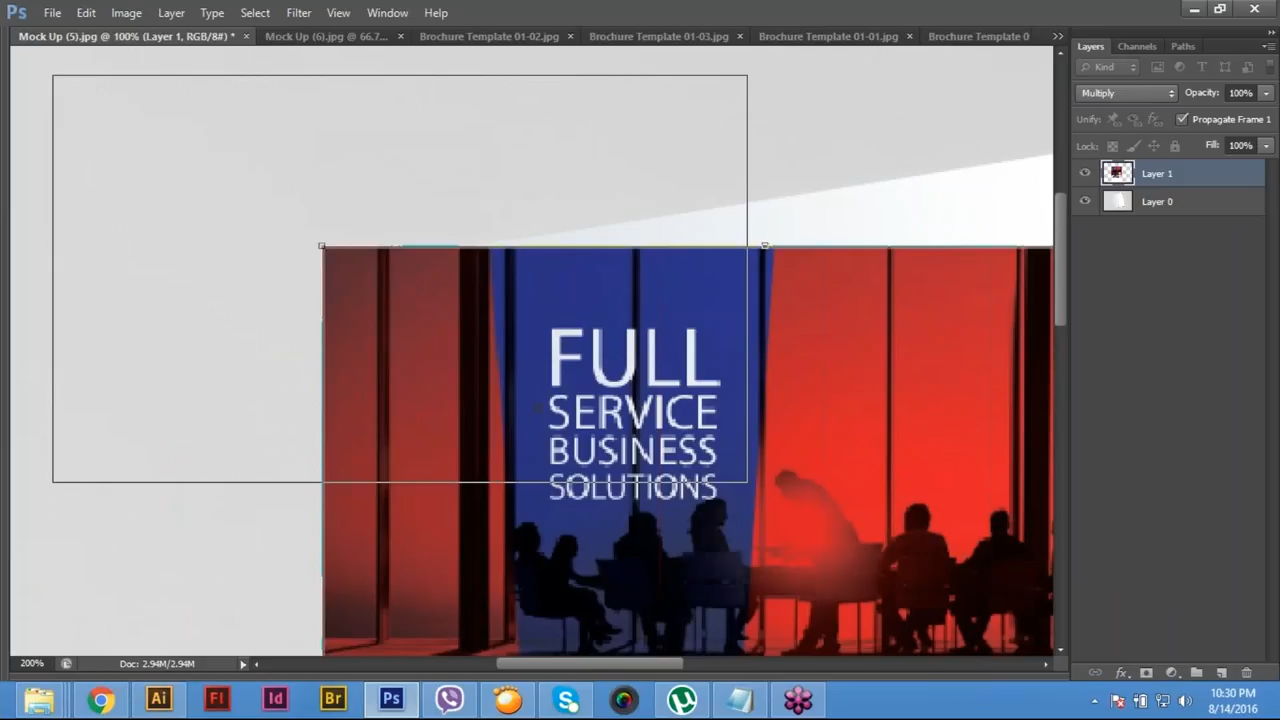 Ps File Edit Image Layer Type Select Filter View Window Help
Mock Up (5).jpg @ 100% (Layer 1, RGB/8#) * × Mock Up (6).jpg @ 66.7... × Brochure Template 01-02.jpg × Brochure Template 01-03.jpg × Brochure Template 01-01.jpg × Brochure Template 0 >>
Layers Channels Paths
Kind
Multiply Opacity: 100%
Unify: Propagate Frame 1
Lock: Fill: 100%
Layer 1
Layer 0
FULL
SERVICE
BUSINESS
SOLUTIONS
200% Doc: 2.94M/2.94M
Ai Fl Id Br Ps
10:30 PM
8/14/2016